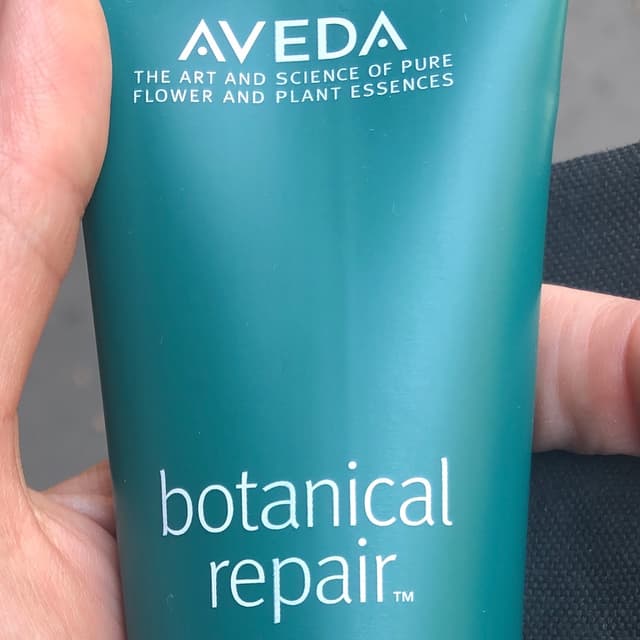 AVEDA
THE ART AND SCIENCE OF PURE
FLOWER AND PLANT ESSENCES
botanical
repair™